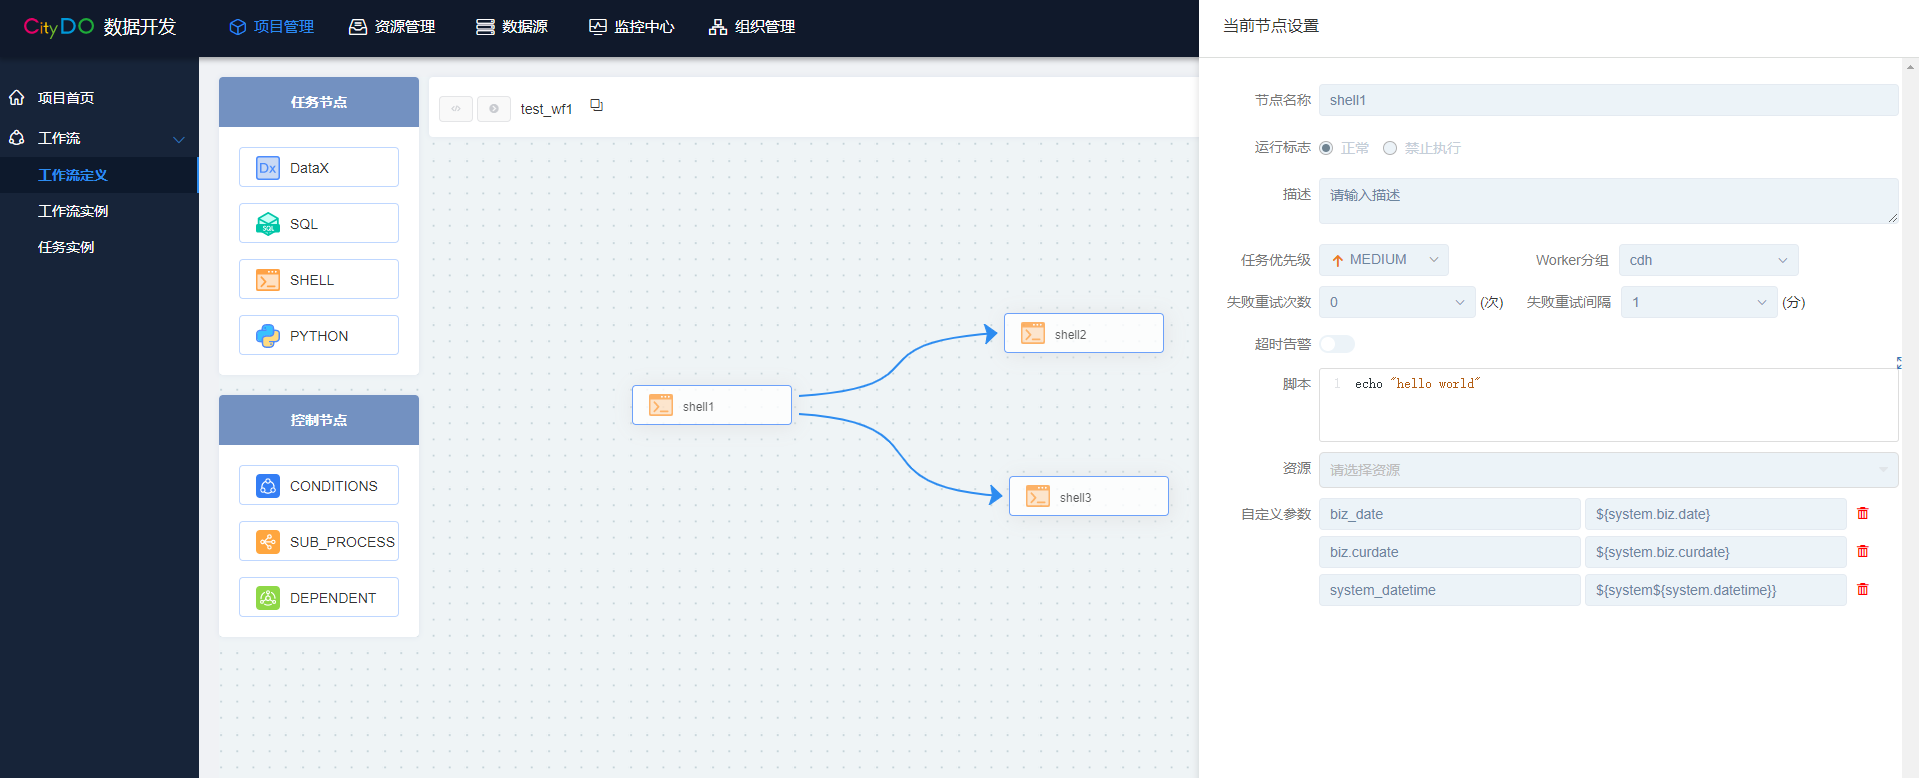 CityDO 数据开发
项目管理
资源管理
数据源
监控中心
组织管理
项目首页
工作流
工作流定义
工作流实例
任务实例
任务节点
DataX
SQL
SHELL
PYTHON
控制节点
CONDITIONS
SUB_PROCESS
DEPENDENT
test_wf1
shell1
shell2
shell3
当前节点设置
节点名称 shell1
运行标志 正常 禁止执行
描述 请输入描述
任务优先级 MEDIUM Worker分组 cdh
失败重试次数 0 (次) 失败重试间隔 1 (分)
超时告警
脚本 1 echo "hello world"
资源 请选择资源
自定义参数 biz_date ${system.biz.date}
biz.curdate ${system.biz.curdate}
system_datetime ${system${system.datetime}}